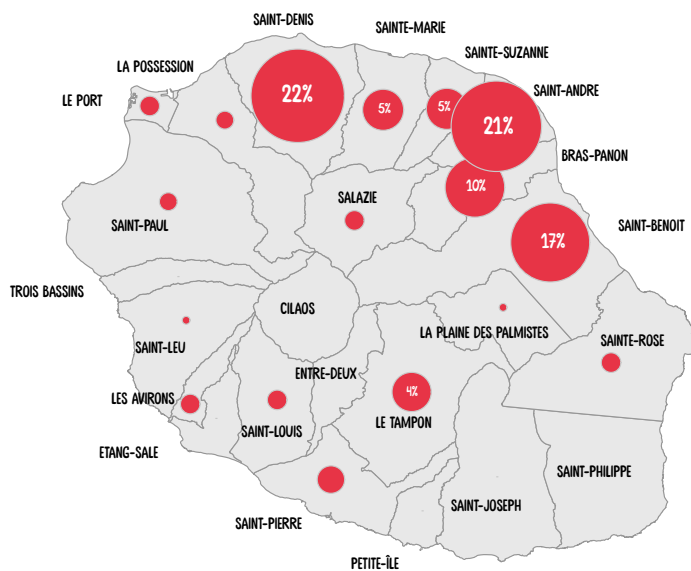 SAINT-DENIS
SAINTE-MARIE
SAINTE-SUZANNE
LA POSSESSION
SAINT-ANDRE
LE PORT
22%
5%
5%
21%
BRAS-PANON
10%
SALAZIE
SAINT-PAUL
SAINT-BENOIT
17%
TROIS BASSINS
CILAOS
LA PLAINE DES PALMISTES
SAINTE-ROSE
SAINT-LEU
ENTRE-DEUX
LES AVIRONS
4%
LE TAMPON
SAINT-LOUIS
ETANG-SALE
SAINT-PHILIPPE
SAINT-JOSEPH
SAINT-PIERRE
PETITE-ÎLE